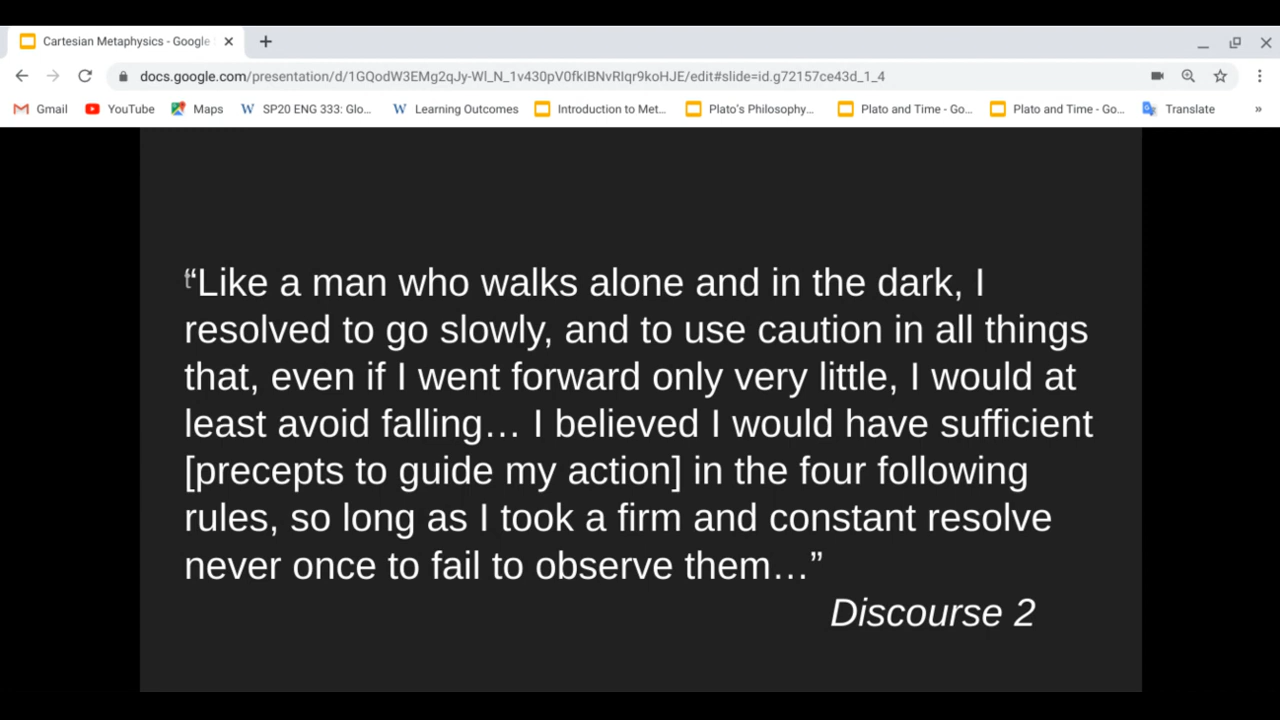 Cartesian Metaphysics - Google
docs.google.com/presentation/d/1GQodW3EMg2qJy-Wl_N_1v430pV0fkIBNvRIqr9koHJE/edit#slide=id.g72157ce43d_1_4
Gmail YouTube Maps SP20 ENG 333: Glo... Learning Outcomes Introduction to Met... Plato's Philosophy... Plato and Time - Go... Plato and Time - Go... Translate »
“Like a man who walks alone and in the dark, I
resolved to go slowly, and to use caution in all things
that, even if I went forward only very little, I would at
least avoid falling… I believed I would have sufficient
[precepts to guide my action] in the four following
rules, so long as I took a firm and constant resolve
never once to fail to observe them…”
Discourse 2